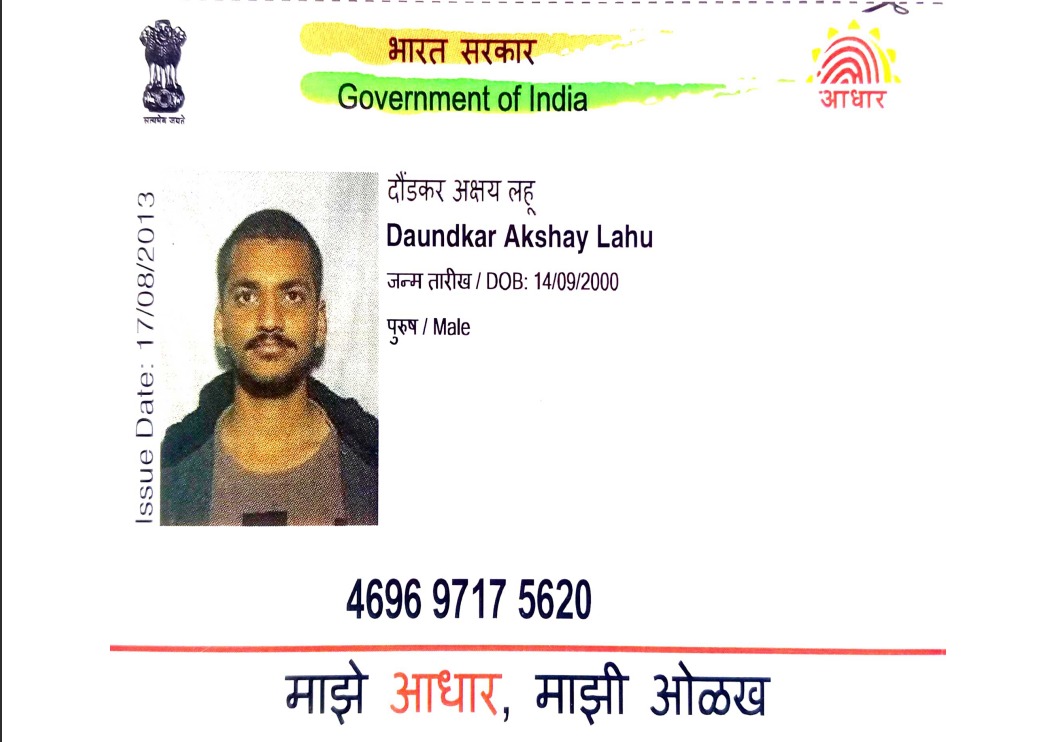 भारत सरकार
Government of India
सत्यमेव जयते
आधार
Issue Date: 17/08/2013
दौंडकर अक्षय लहू
Daundkar Akshay Lahu
जन्म तारीख / DOB: 14/09/2000
पुरुष / Male
4696 9717 5620
माझे आधार, माझी ओळख